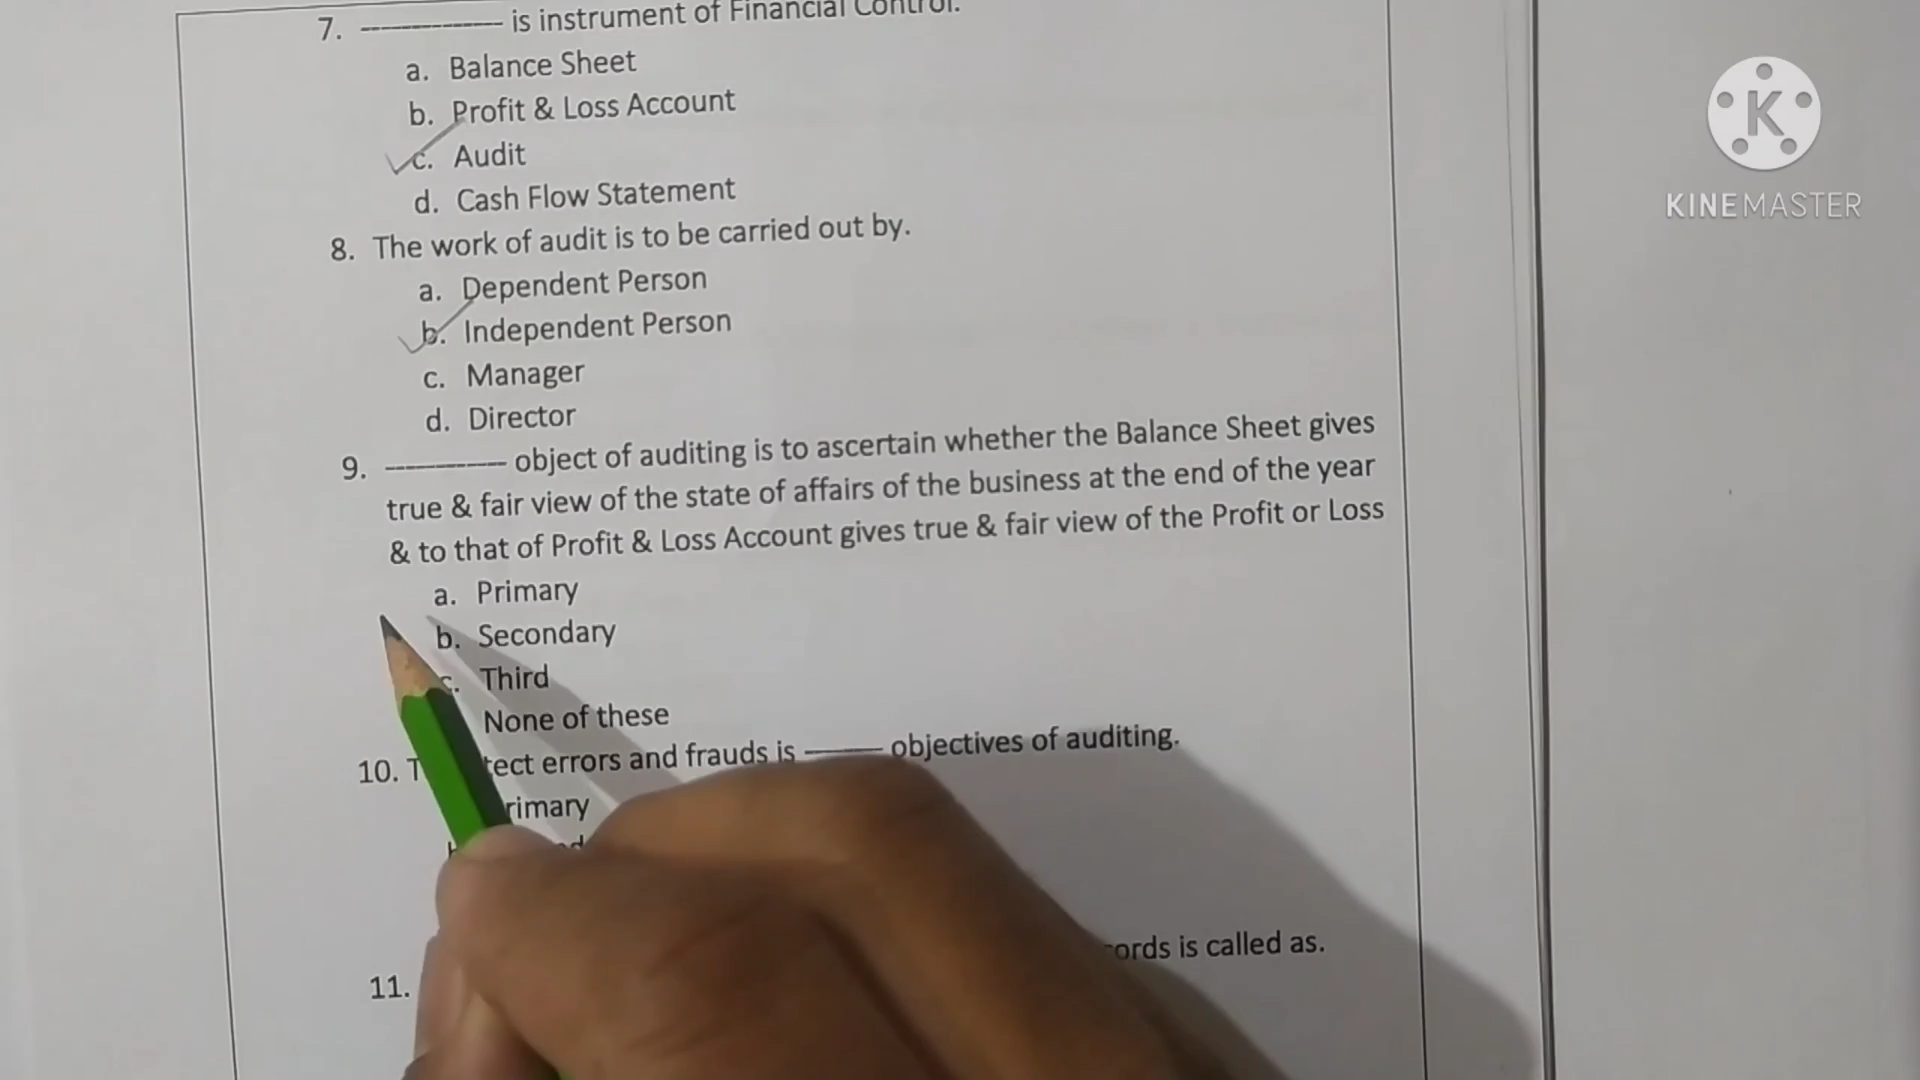 7. ---------- is instrument of Financial Control.
a. Balance Sheet
b. Profit & Loss Account
c. Audit
d. Cash Flow Statement
8. The work of audit is to be carried out by.
a. Dependent Person
b. Independent Person
c. Manager
d. Director
9. ---------- object of auditing is to ascertain whether the Balance Sheet gives
true & fair view of the state of affairs of the business at the end of the year
& to that of Profit & Loss Account gives true & fair view of the Profit or Loss
a. Primary
b. Secondary
c. Third
None of these
10. errors and frauds is ------ objectives of auditing.
11. is called as.
K
KINEMASTER